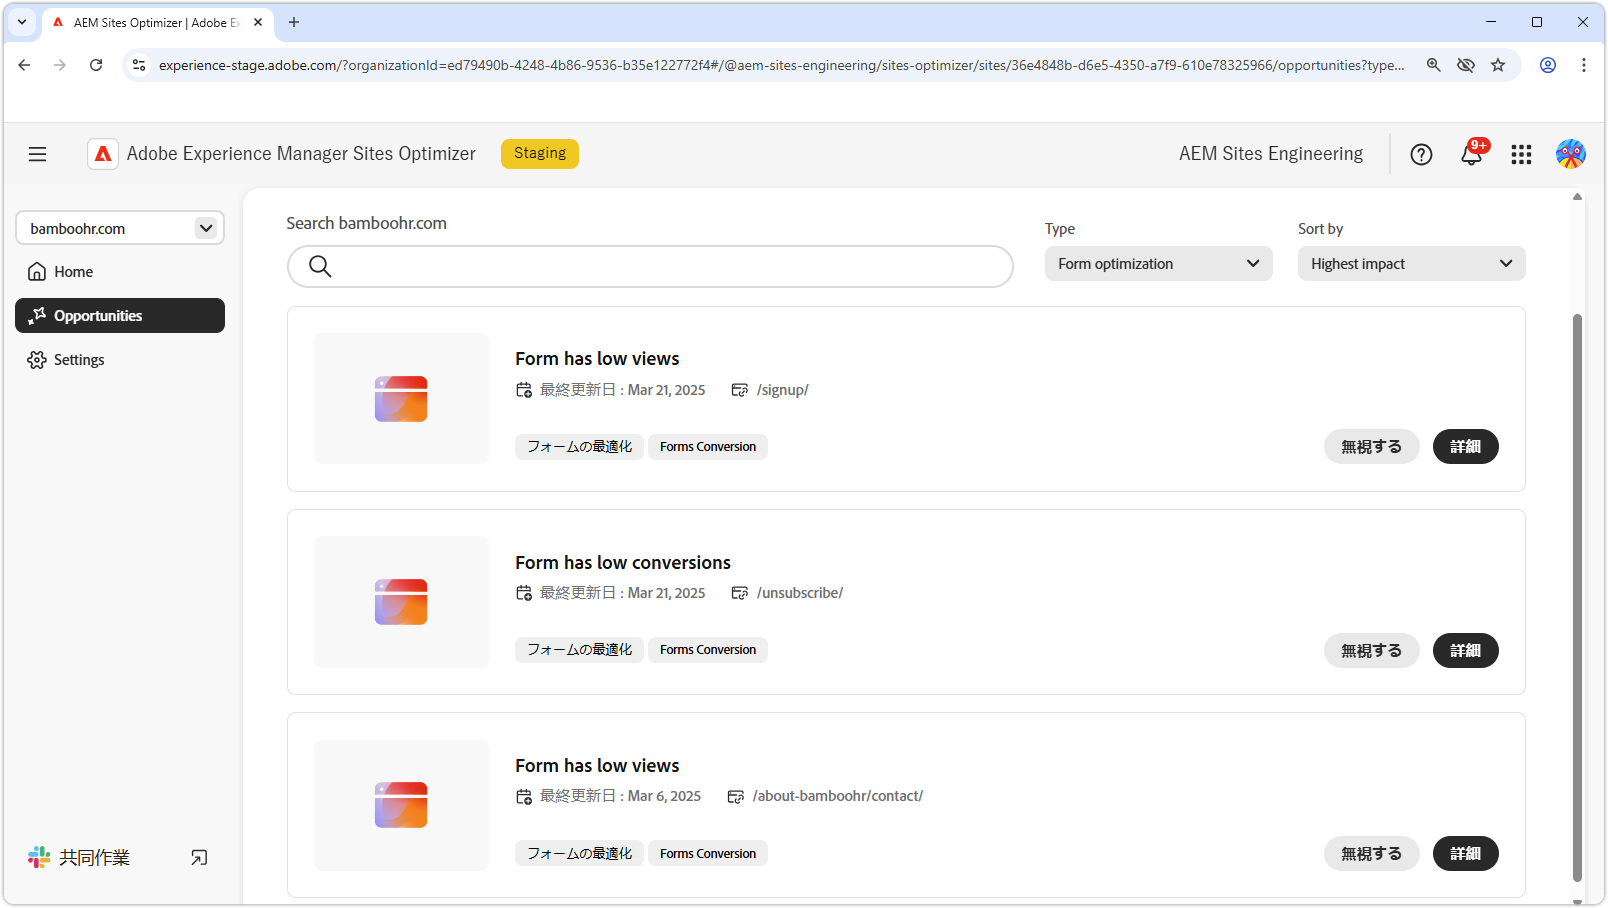 AEM Sites Optimizer | Adobe Ex
experience-stage.adobe.com/?organizationId=ed79490b-4248-4b86-9536-b35e122772f4#/@aem-sites-engineering/sites-optimizer/sites/36e4848b-d6e5-4350-a7f9-610e78325966/opportunities?type...
Adobe Experience Manager Sites Optimizer
Staging
AEM Sites Engineering
9+
bamboohr.com
Home
Opportunities
Settings
共同作業
Search bamboohr.com
Type
Form optimization
Sort by
Highest impact
Form has low views
最終更新日 : Mar 21, 2025 /signup/
フォームの最適化 Forms Conversion
無視する 詳細
Form has low conversions
最終更新日 : Mar 21, 2025 /unsubscribe/
フォームの最適化 Forms Conversion
無視する 詳細
Form has low views
最終更新日 : Mar 6, 2025 /about-bamboohr/contact/
フォームの最適化 Forms Conversion
無視する 詳細